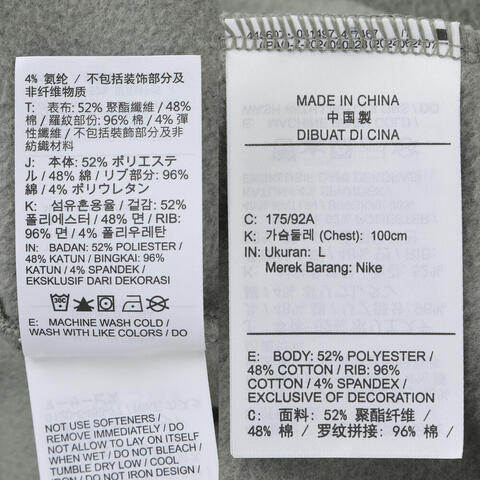 4% 氨纶 / 不包括装饰部分及
非纤维物质
T: 表布: 52% 聚酯纖維 / 48%
棉 / 羅紋部份: 96% 棉 / 4% 彈
性纖維 / 不包括裝飾部分及非
紡織材料
J: 本体: 52% ポリエステ
ル / 48% 綿 / リブ部分: 96%
綿 / 4% ポリウレタン
K: 섬유혼용율 / 겉감: 52%
폴리에스터 / 48% 면 / RIB:
96% 면 / 4% 폴리우레탄
IN: BADAN: 52% POLIESTER /
48% KATUN / BINGKAI: 96%
KATUN / 4% SPANDEK /
EKSKLUSIF DARI DEKORASI
E: MACHINE WASH COLD /
WASH WITH LIKE COLORS / DO
NOT USE SOFTENERS /
REMOVE IMMEDIATELY / DO
NOT ALLOW TO LAY ON ITSELF
WHEN WET / DO NOT BLEACH /
TUMBLE DRY LOW / COOL
IRON / DO NOT IRON DESIGN /
MADE IN CHINA
中国製
DIBUAT DI CINA
C: 175/92A
K: 가슴둘레 (Chest): 100cm
IN: Ukuran: L
Merek Barang: Nike
E: BODY: 52% POLYESTER /
48% COTTON / RIB: 96%
COTTON / 4% SPANDEX /
EXCLUSIVE OF DECORATION
C: 面料: 52% 聚酯纤维 /
48% 棉 / 罗纹拼接: 96% 棉 /